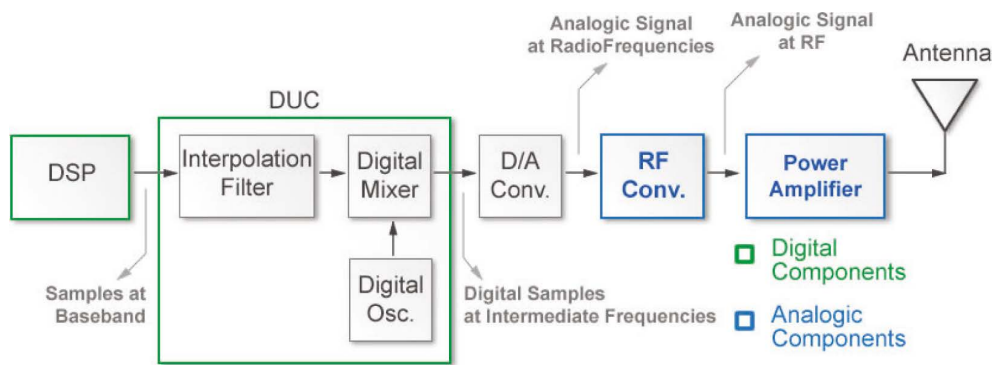 Analogic Signal
at RadioFrequencies
Analogic Signal
at RF
Antenna
DUC
DSP
Interpolation
Filter
Digital
Mixer
D/A
Conv.
RF
Conv.
Power
Amplifier
Digital
Osc.
Samples at
Baseband
Digital Samples
at Intermediate Frequencies
Digital
Components
Analogic
Components